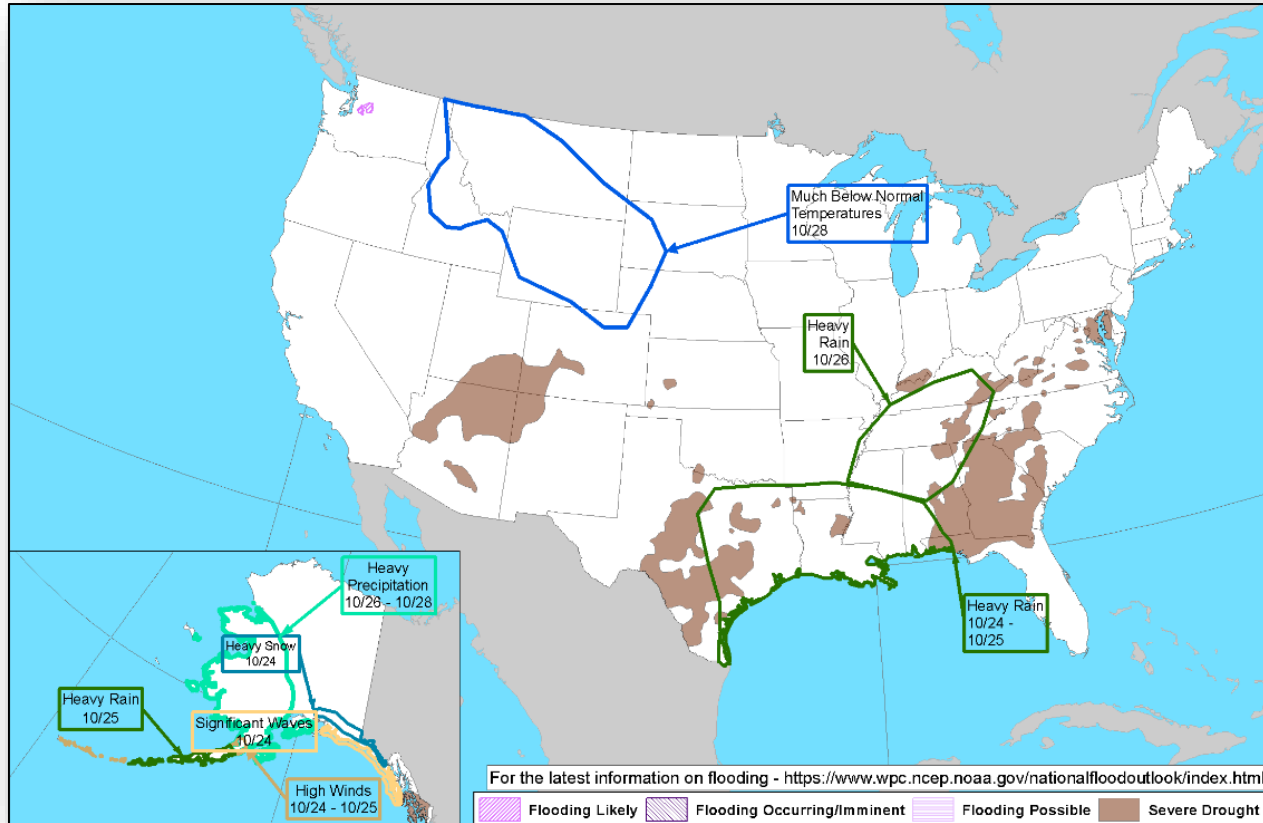 Much Below Normal
Temperatures
10/28
Heavy
Rain
10/26
Heavy Rain
10/24 -
10/25
Heavy
Precipitation
10/26 - 10/28
Heavy Snow
10/24
Heavy Rain
10/25
Significant Waves
10/24
High Winds
10/24 - 10/25
For the latest information on flooding - https://www.wpc.ncep.noaa.gov/nationalfloodoutlook/index.html
Flooding Likely
Flooding Occurring/Imminent
Flooding Possible
Severe Drought